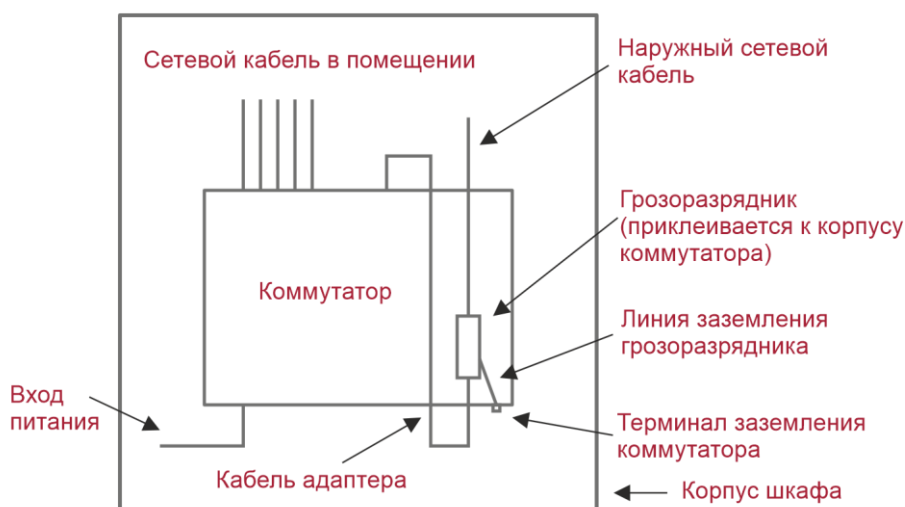 Сетевой кабель в помещении
Наружный сетевой
кабель
Грозоразрядник
(приклеивается к корпусу
коммутатора)
Коммутатор
Линия заземления
грозоразрядника
Вход
питания
Терминал заземления
коммутатора
Кабель адаптера
Корпус шкафа